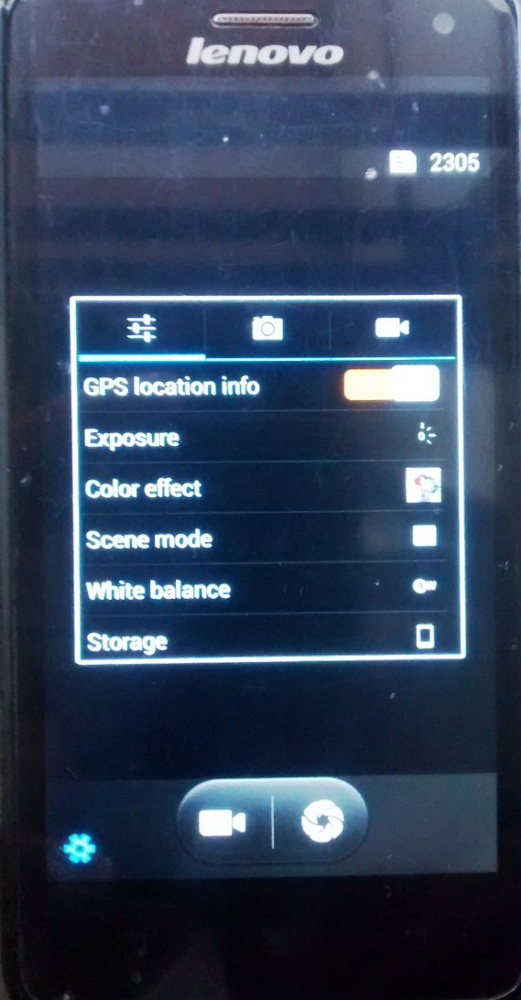 lenovo
2305
GPS location info
Exposure
Color effect
Scene mode
White balance
Storage